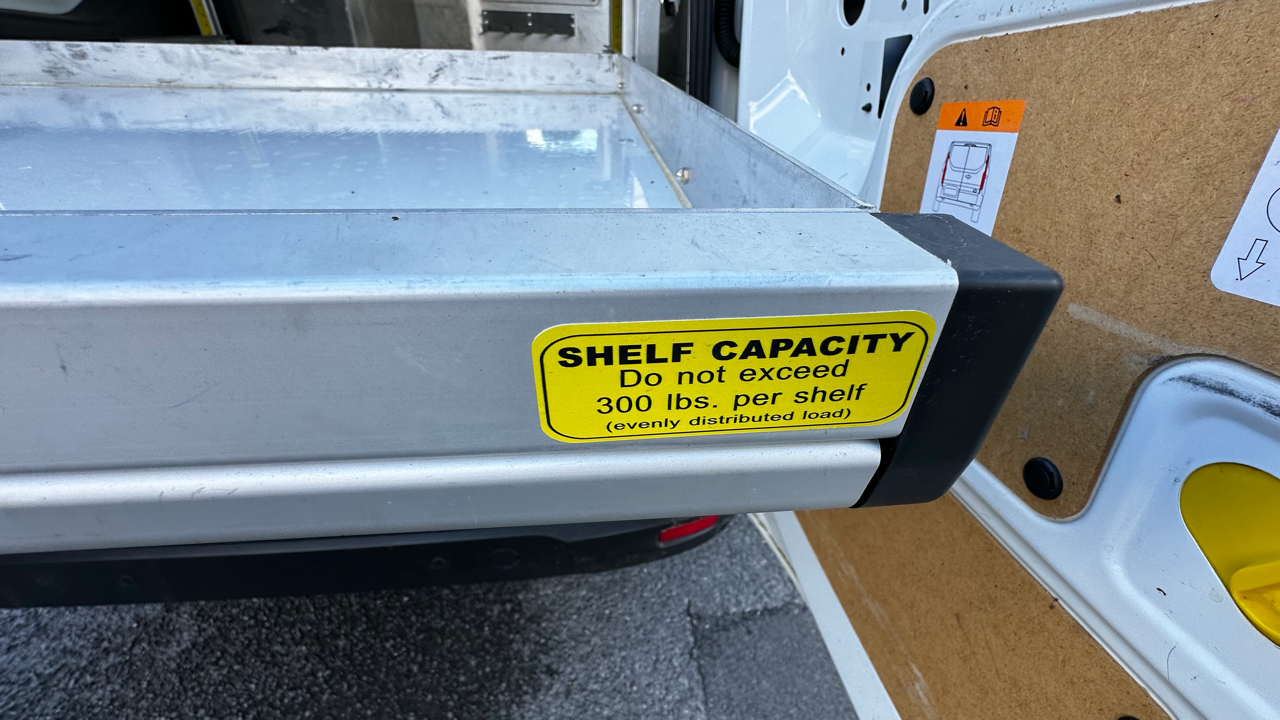 SHELF CAPACITY
Do not exceed
300 lbs. per shelf
(evenly distributed load)